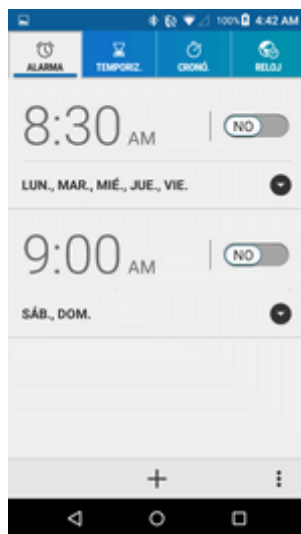 100% 4:42 AM
ALARMA TEMPORIZ. CRONÓ. RELOJ
8:30 AM NO
LUN., MAR., MIÉ., JUE., VIE.
9:00 AM NO
SÁB., DOM.